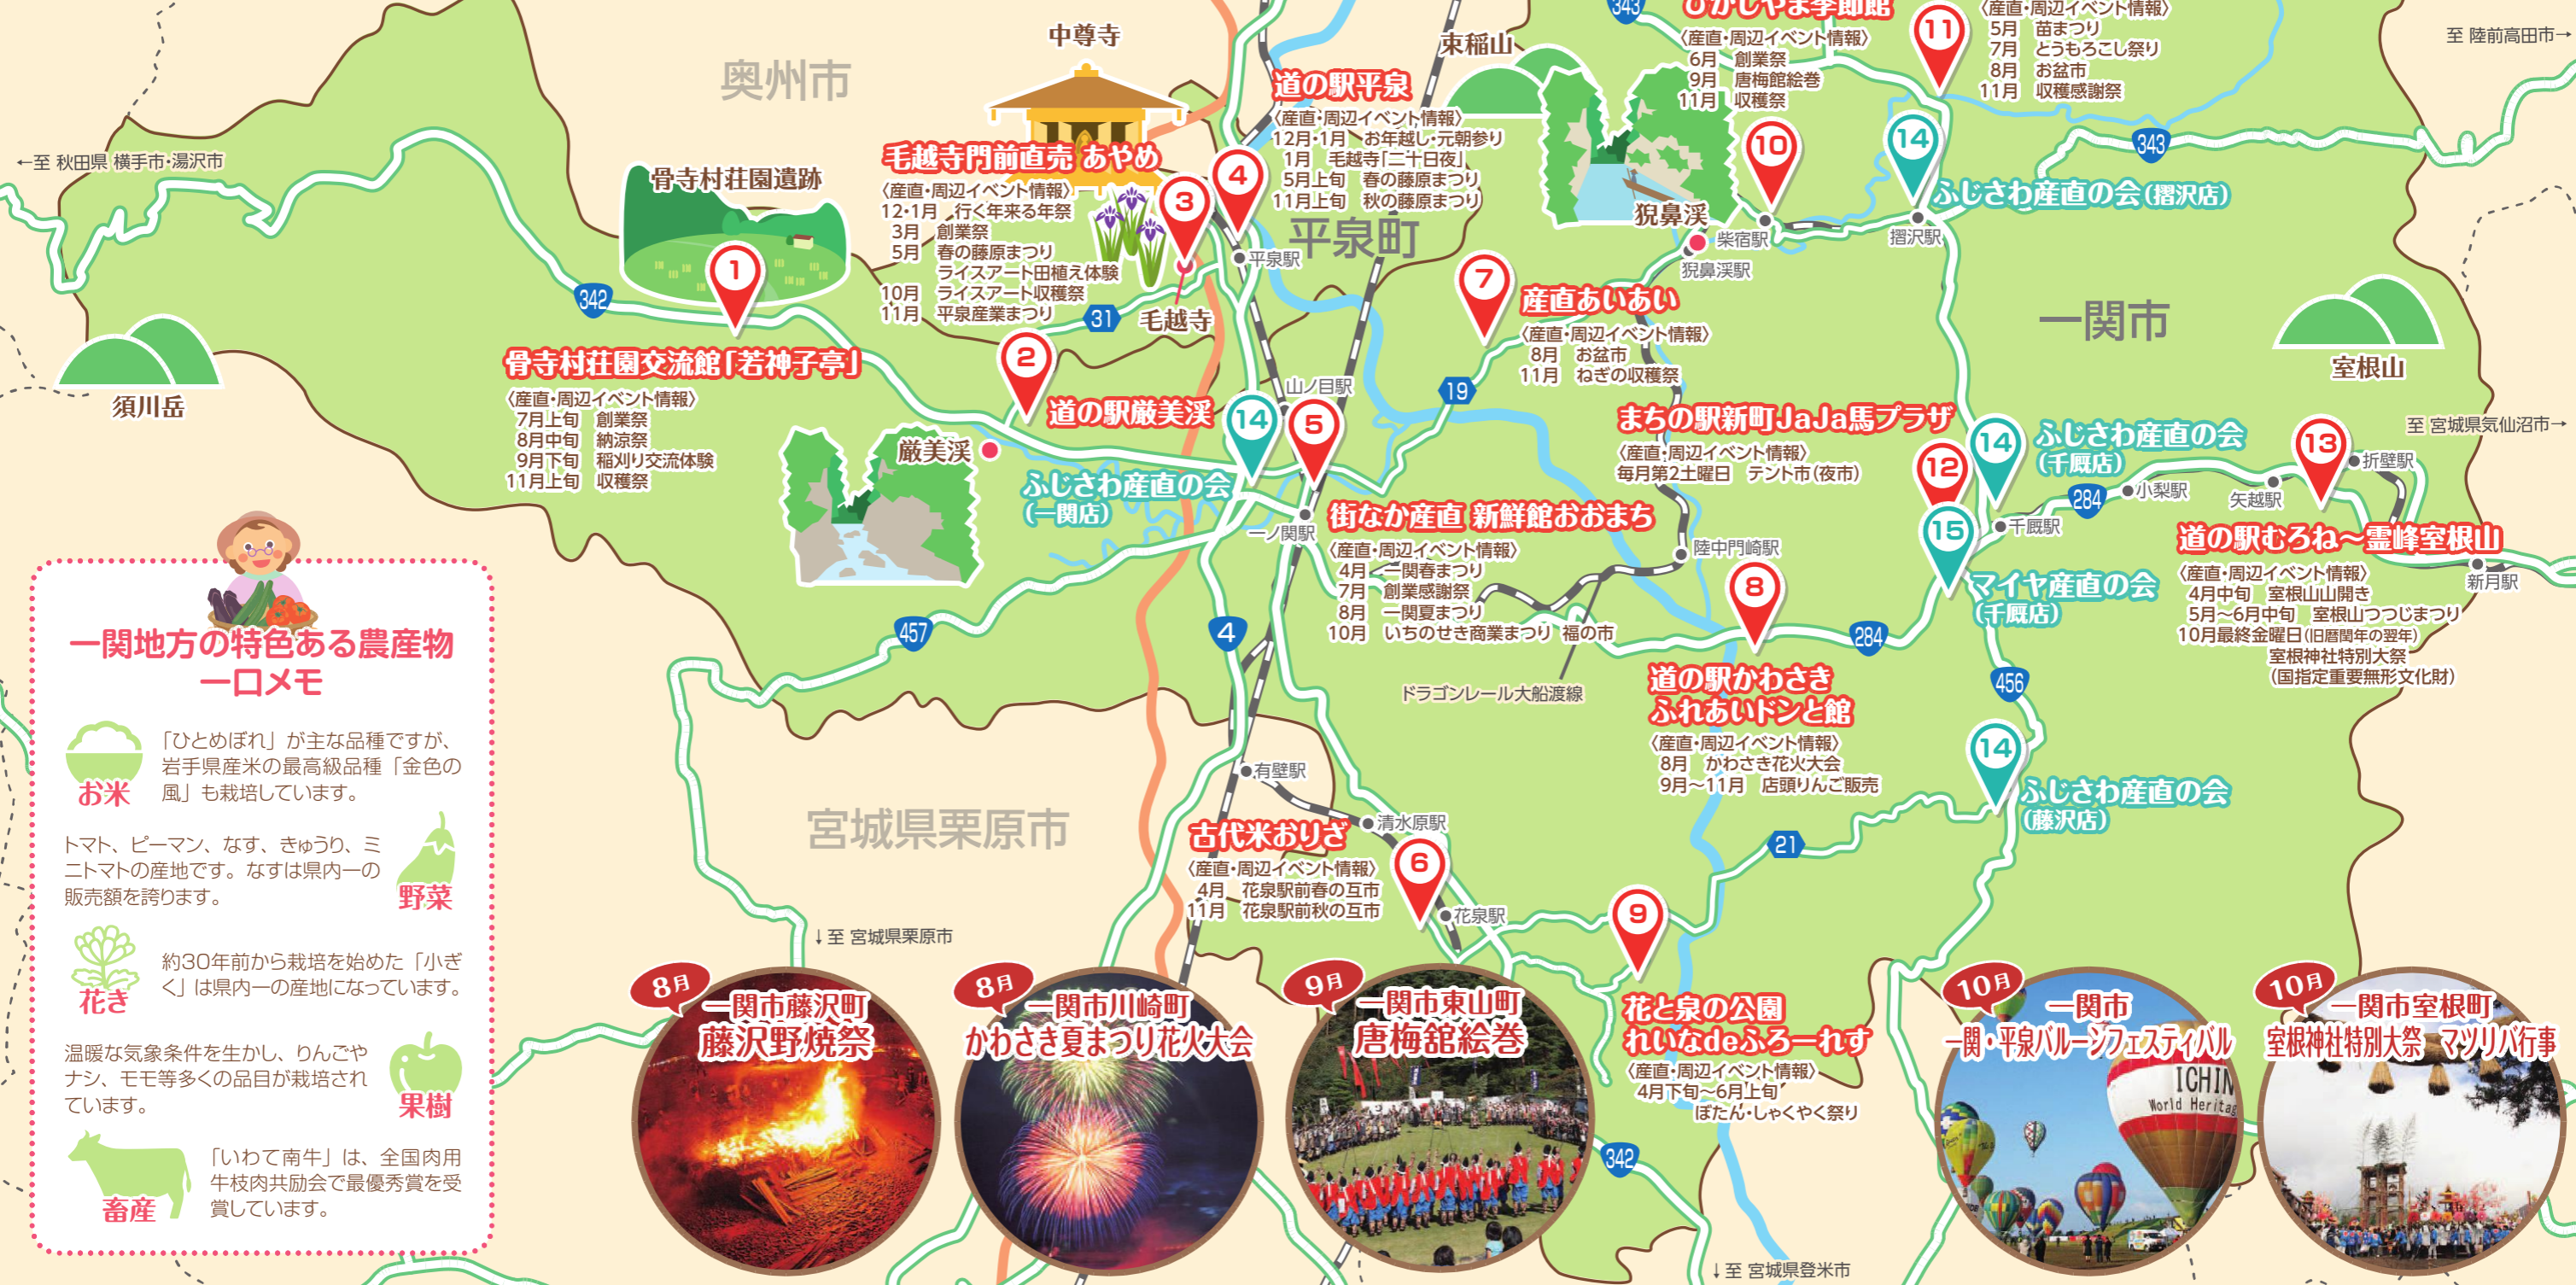 343
ひがしやま季節館
〈産直・周辺イベント情報〉
6月 創業祭
9月 唐梅館絵巻
11月 収穫祭
11
〈産直・周辺イベント情報〉
5月 苗まつり
7月 とうもろこし祭り
8月 お盆市
11月 収穫感謝祭
至 陸前高田市→
奥州市
中尊寺
束稲山
←至 秋田県 横手市・湯沢市
骨寺村荘園遺跡
毛越寺門前直売 あやめ
〈産直・周辺イベント情報〉
12・1月 行く年来る年祭
3月 創業祭
5月 春の藤原まつり
ライスアート田植え体験
10月 ライスアート収穫祭
11月 平泉産業まつり
3
4
道の駅平泉
〈産直・周辺イベント情報〉
12月・1月 お年越し・元朝参り
1月 毛越寺「二十日夜」
5月上旬 春の藤原まつり
11月上旬 秋の藤原まつり
平泉町
平泉駅
毛越寺
31
猊鼻渓
猊鼻渓駅
柴宿駅
10
14
摺沢駅
ふじさわ産直の会(摺沢店)
343
342
1
骨寺村荘園交流館「若神子亭」
〈産直・周辺イベント情報〉
7月上旬 創業祭
8月中旬 納涼祭
9月下旬 稲刈り交流体験
11月上旬 収穫祭
須川岳
2
道の駅厳美渓
厳美渓
7
産直あいあい
〈産直・周辺イベント情報〉
8月 お盆市
11月 ねぎの収穫祭
19
一関市
室根山
山ノ目駅
14
ふじさわ産直の会
(一関店)
5
一ノ関駅
街なか産直 新鮮館おおまち
〈産直・周辺イベント情報〉
4月 一関春まつり
7月 創業感謝祭
8月 一関夏まつり
10月 いちのせき商業まつり 福の市
まちの駅新町JaJa馬プラザ
〈産直・周辺イベント情報〉
毎月第2土曜日 テント市(夜市)
12
14
ふじさわ産直の会
(千厩店)
15
マイヤ産直の会
(千厩店)
千厩駅
284
小梨駅
矢越駅
13
折壁駅
至 宮城県気仙沼市→
道の駅むろね〜霊峰室根山
〈産直・周辺イベント情報〉
4月中旬 室根山山開き
5月〜6月中旬 室根山つつじまつり
10月最終金曜日(旧暦閏年の翌年)
室根神社特別大祭
(国指定重要無形文化財)
新月駅
陸中門崎駅
ドラゴンレール大船渡線
8
284
道の駅かわさき
ふれあいドンと館
〈産直・周辺イベント情報〉
8月 かわさき花火大会
9月〜11月 店頭りんご販売
457
4
456
14
ふじさわ産直の会
(藤沢店)
21
有壁駅
清水原駅
宮城県栗原市
古代米おりざ
〈産直・周辺イベント情報〉
4月 花泉駅前春の互市
11月 花泉駅前秋の互市
6
花泉駅
9
花と泉の公園
れいなdeふろーれす
〈産直・周辺イベント情報〉
4月下旬〜6月上旬
ぼたん・しゃくやく祭り
342
↓至 宮城県栗原市
↓至 宮城県登米市
一関地方の特色ある農産物
一口メモ
お米
「ひとめぼれ」が主な品種ですが、
岩手県産米の最高級品種「金色の
風」も栽培しています。
トマト、ピーマン、なす、きゅうり、ミ
ニトマトの産地です。なすは県内一の
販売額を誇ります。
野菜
花き
約30年前から栽培を始めた「小ぎ
く」は県内一の産地になっています。
温暖な気象条件を生かし、りんごや
ナシ、モモ等多くの品目が栽培され
ています。
果樹
畜産
「いわて南牛」は、全国肉用
牛枝肉共励会で最優秀賞を受
賞しています。
8月
一関市藤沢町
藤沢野焼祭
8月
一関市川崎町
かわさき夏まつり花火大会
9月
一関市東山町
唐梅舘絵巻
10月
一関市
一関・平泉バルーンフェスティバル
ICHIN
World Heritag
10月
一関市室根町
室根神社特別大祭 マツリバ行事